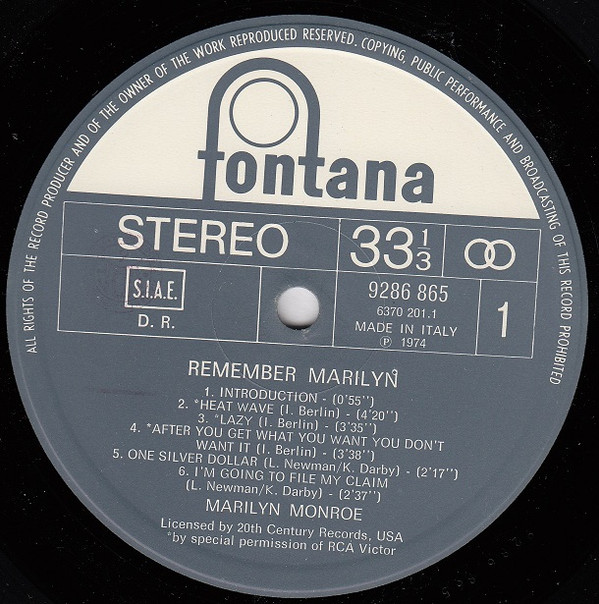 ALL RIGHTS OF THE RECORD PRODUCER AND OF THE OWNER OF THE WORK REPRODUCED RESERVED. COPYING, PUBLIC PERFORMANCE AND BROADCASTING OF THIS RECORD PROHIBITED
fontana
STEREO
33 1/3
S.I.A.E.
D. R.
9286 865
6370 201.1
MADE IN ITALY
℗ 1974
1
REMEMBER MARILYN
1. INTRODUCTION - (0'55'')
2. *HEAT WAVE (I. Berlin) - (4'20'')
3. *LAZY (I. Berlin) - (3'35'')
4. *AFTER YOU GET WHAT YOU WANT YOU DON'T
WANT IT (I. Berlin) - (3'38'')
5. ONE SILVER DOLLAR (L. Newman/K. Darby) - (2'17'')
6. I'M GOING TO FILE MY CLAIM
(L. Newman/K. Darby) - (2'37'')
MARILYN MONROE
Licensed by 20th Century Records, USA
*by special permission of RCA Victor